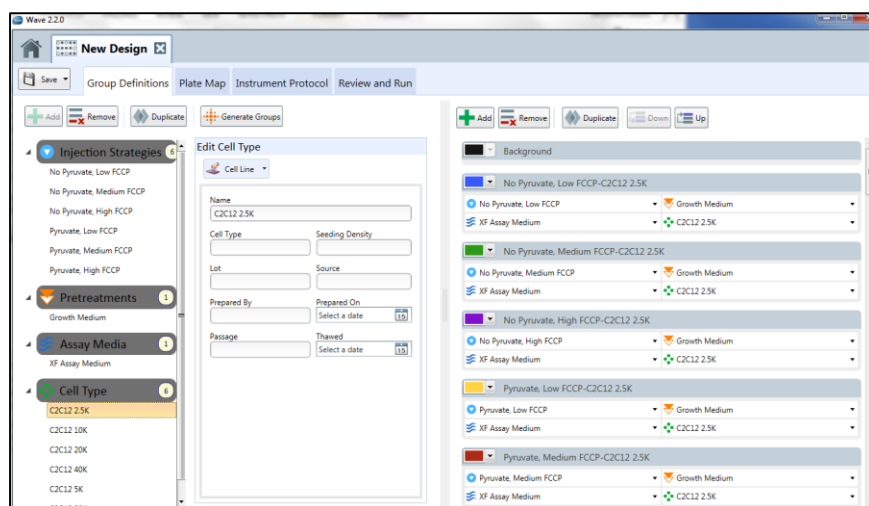 Wave 2.2.0
New Design
Save
Group Definitions Plate Map Instrument Protocol Review and Run
Add Remove Duplicate Generate Groups
Injection Strategies 6
No Pyruvate, Low FCCP
No Pyruvate, Medium FCCP
No Pyruvate, High FCCP
Pyruvate, Low FCCP
Pyruvate, Medium FCCP
Pyruvate, High FCCP
Pretreatments 1
Growth Medium
Assay Media 1
XF Assay Medium
Cell Type 6
C2C12 2.5K
C2C12 10K
C2C12 20K
C2C12 40K
C2C12 5K
Edit Cell Type
Cell Line
Name
C2C12 2.5K
Cell Type Seeding Density
Lot Source
Prepared By Prepared On
Select a date 15
Passage Thawed
Select a date 15
Add Remove Duplicate Down Up
Background
No Pyruvate, Low FCCP-C2C12 2.5K
No Pyruvate, Low FCCP Growth Medium
XF Assay Medium C2C12 2.5K
No Pyruvate, Medium FCCP-C2C12 2.5K
No Pyruvate, Medium FCCP Growth Medium
XF Assay Medium C2C12 2.5K
No Pyruvate, High FCCP-C2C12 2.5K
No Pyruvate, High FCCP Growth Medium
XF Assay Medium C2C12 2.5K
Pyruvate, Low FCCP-C2C12 2.5K
Pyruvate, Low FCCP Growth Medium
XF Assay Medium C2C12 2.5K
Pyruvate, Medium FCCP-C2C12 2.5K
Pyruvate, Medium FCCP Growth Medium
XF Assay Medium C2C12 2.5K